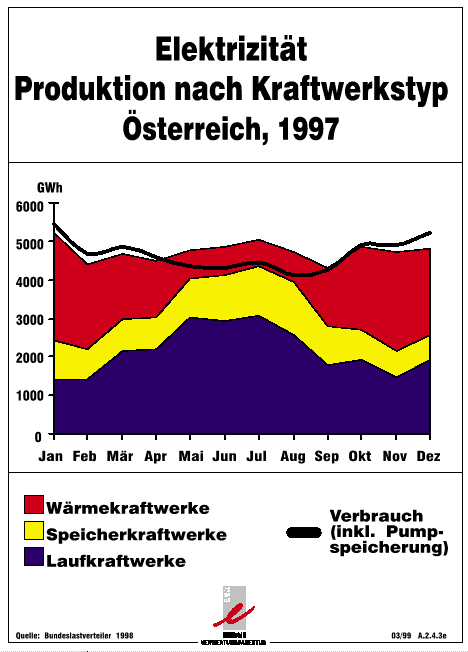 Elektrizität
Produktion nach Kraftwerkstyp
Österreich, 1997
GWh
6000
5000
4000
3000
2000
1000
0
Jan Feb Mär Apr Mai Jun Jul Aug Sep Okt Nov Dez
Wärmekraftwerke
Speicherkraftwerke
Laufkraftwerke
Verbrauch
(inkl. Pump-
speicherung)
E.V.A.
e
Quelle: Bundeslastverteiler 1998
03/99 A.2.4.3e